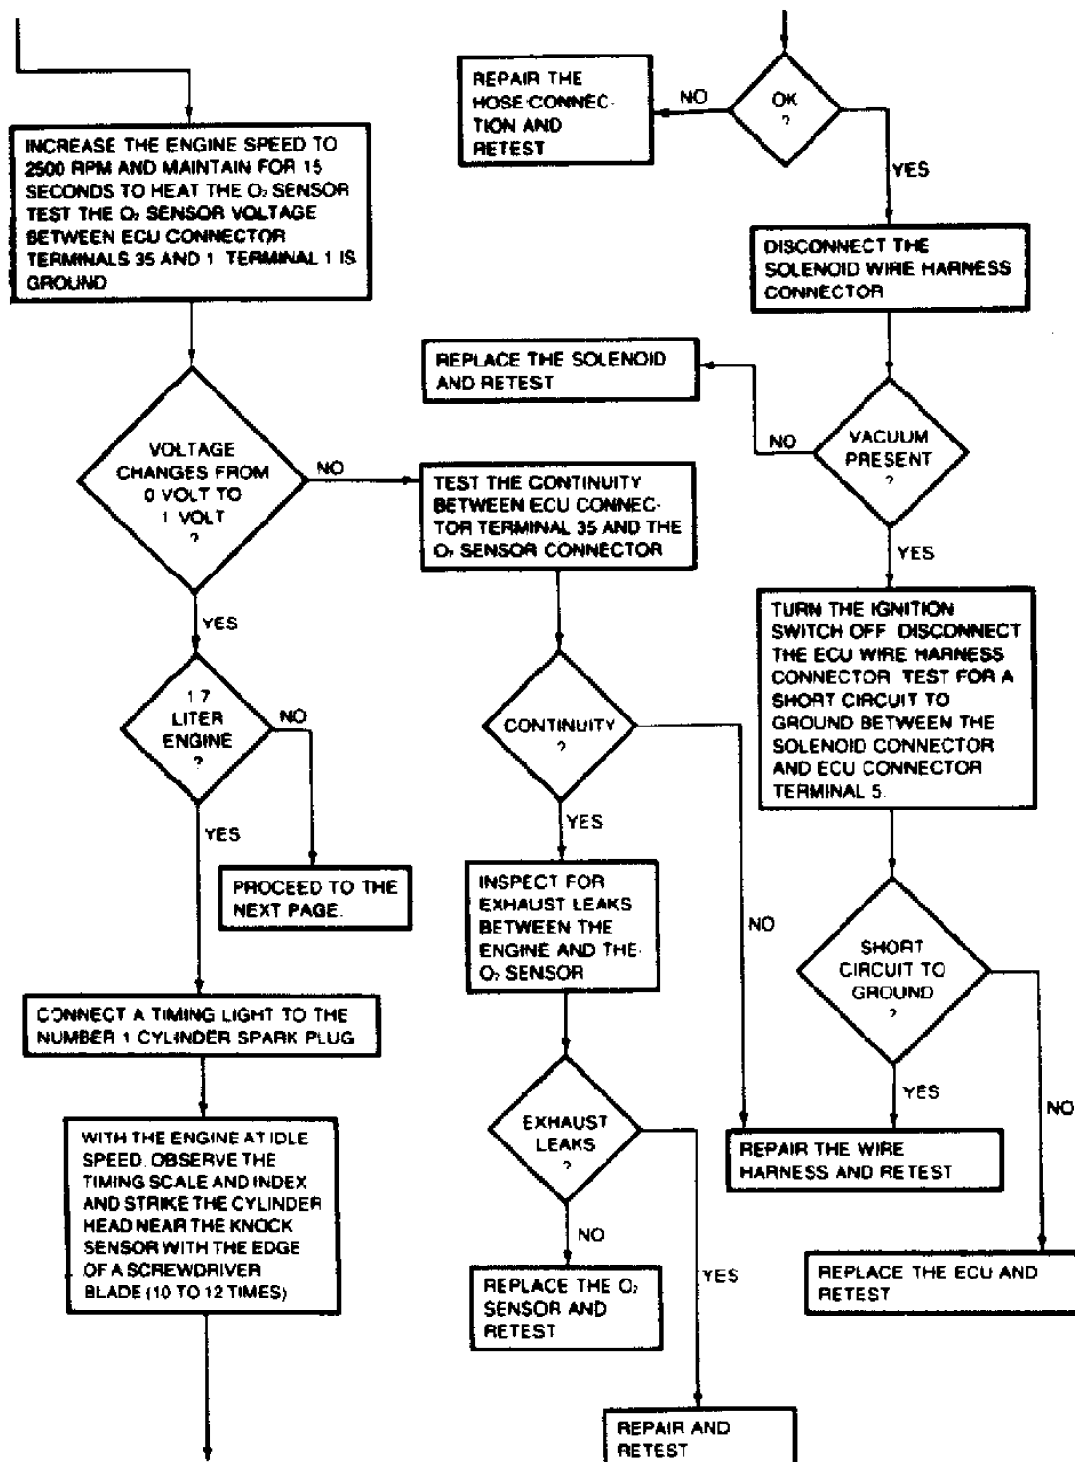 INCREASE THE ENGINE SPEED TO
2500 RPM AND MAINTAIN FOR 15
SECONDS TO HEAT THE O₂ SENSOR
TEST THE O₂ SENSOR VOLTAGE
BETWEEN ECU CONNECTOR
TERMINALS 35 AND 1 TERMINAL 1 IS
GROUND
VOLTAGE
CHANGES FROM
0 VOLT TO
1 VOLT
?
NO
YES
1 7
LITER
ENGINE
?
NO
YES
PROCEED TO THE
NEXT PAGE.
CONNECT A TIMING LIGHT TO THE
NUMBER 1 CYLINDER SPARK PLUG
WITH THE ENGINE AT IDLE
SPEED. OBSERVE THE
TIMING SCALE AND INDEX
AND STRIKE THE CYLINDER
HEAD NEAR THE KNOCK
SENSOR WITH THE EDGE
OF A SCREWDRIVER
BLADE (10 TO 12 TIMES)
TEST THE CONTINUITY
BETWEEN ECU CONNEC-
TOR TERMINAL 35 AND THE
O₂ SENSOR CONNECTOR
CONTINUITY
?
YES
NO
INSPECT FOR
EXHAUST LEAKS
BETWEEN THE
ENGINE AND THE
O₂ SENSOR
EXHAUST
LEAKS
?
NO
YES
REPLACE THE O₂
SENSOR AND
RETEST
REPAIR AND
RETEST
OK
?
NO
YES
REPAIR THE
HOSE CONNEC-
TION AND
RETEST
DISCONNECT THE
SOLENOID WIRE HARNESS
CONNECTOR
VACUUM
PRESENT
?
NO
YES
REPLACE THE SOLENOID
AND RETEST
TURN THE IGNITION
SWITCH OFF DISCONNECT
THE ECU WIRE HARNESS
CONNECTOR TEST FOR A
SHORT CIRCUIT TO
GROUND BETWEEN THE
SOLENOID CONNECTOR
AND ECU CONNECTOR
TERMINAL 5.
SHORT
CIRCUIT TO
GROUND
?
YES
NO
REPAIR THE WIRE
HARNESS AND RETEST
REPLACE THE ECU AND
RETEST